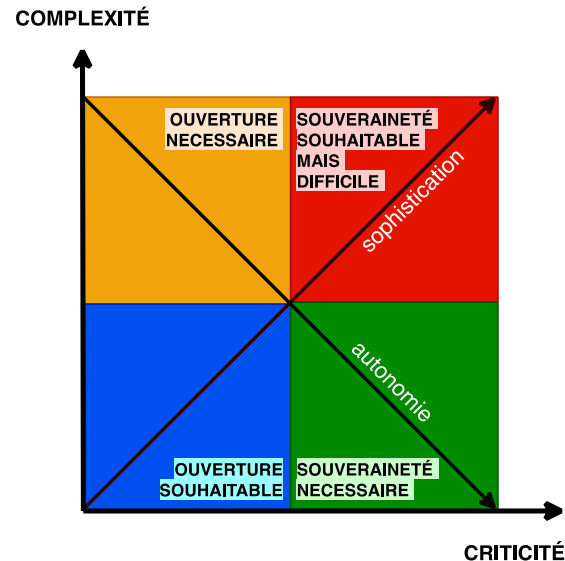 COMPLEXITÉ
OUVERTURE
NECESSAIRE
SOUVERAINETÉ
SOUHAITABLE
MAIS
DIFFICILE
sophistication
autonomie
OUVERTURE
SOUHAITABLE
SOUVERAINETÉ
NECESSAIRE
CRITICITÉ